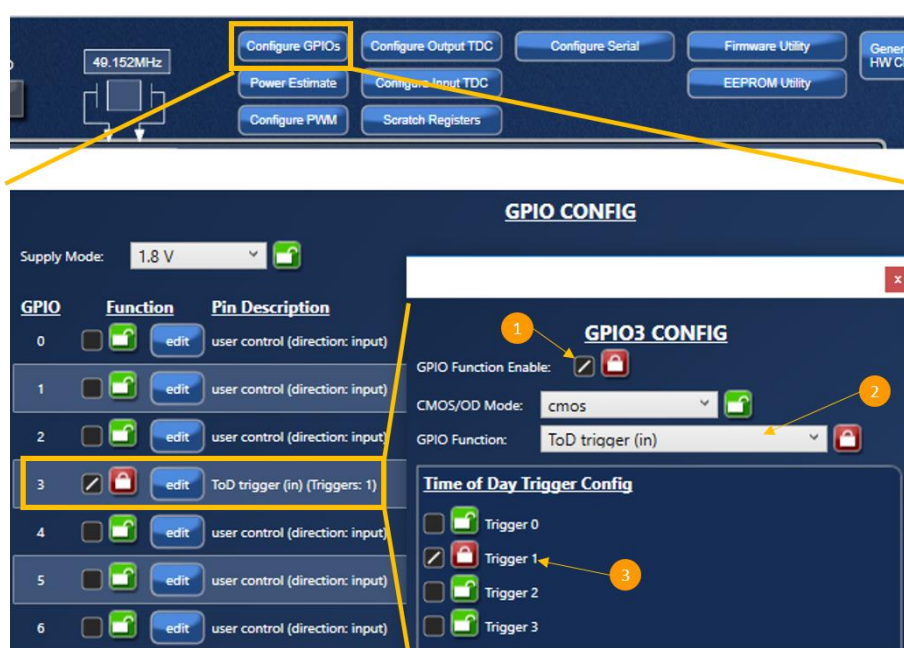 Configure GPIOs
Configure Output TDC
Configure Serial
Firmware Utility
49.152MHz
Power Estimate
Configure Input TDC
EEPROM Utility
Configure PWM
Scratch Registers
GPIO CONFIG
Supply Mode: 1.8 V
x
GPIO Function Pin Description
0 edit user control (direction: input)
1 edit user control (direction: input)
2 edit user control (direction: input)
3 edit ToD trigger (in) (Triggers: 1)
4 edit user control (direction: input)
5 edit user control (direction: input)
6 edit user control (direction: input)
1
GPIO3 CONFIG
GPIO Function Enable:
CMOS/OD Mode: cmos
2
GPIO Function: ToD trigger (in)
Time of Day Trigger Config
Trigger 0
Trigger 1
3
Trigger 2
Trigger 3